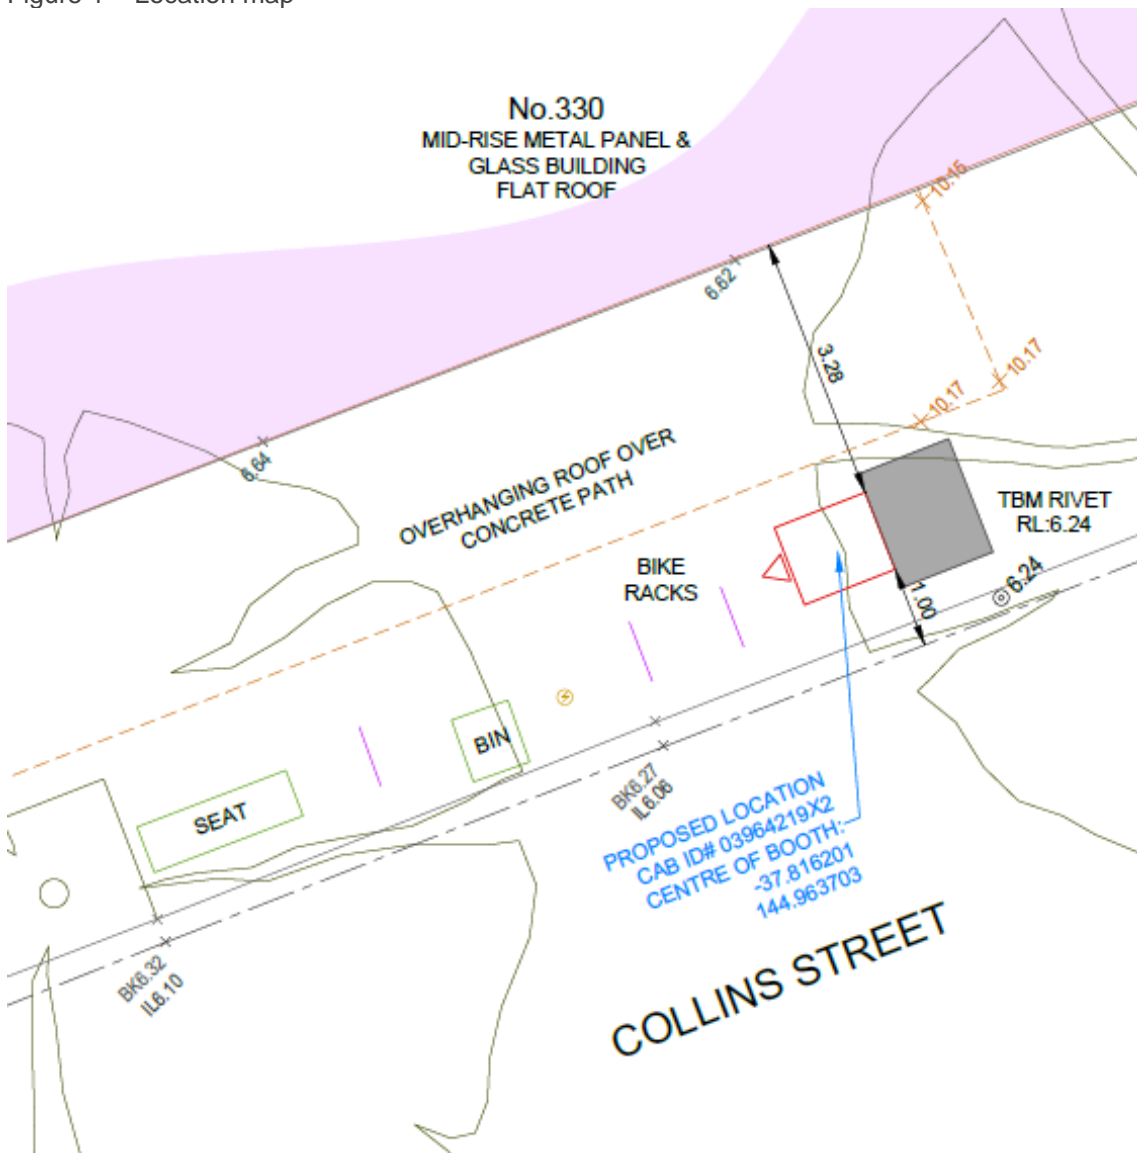 Figure 1 – Location map
No.330
MID-RISE METAL PANEL &
GLASS BUILDING
FLAT ROOF
10.15
6.62
3.28
10.17
10.17
6.64
OVERHANGING ROOF OVER
CONCRETE PATH
TBM RIVET
RL:6.24
BIKE
RACKS
6.24
1.00
BIN
SEAT
BK6.27
IL6.06
PROPOSED LOCATION
CAB ID# 03964219X2
CENTRE OF BOOTH:
-37.816201
144.963703
BK6.32
IL6.10
COLLINS STREET